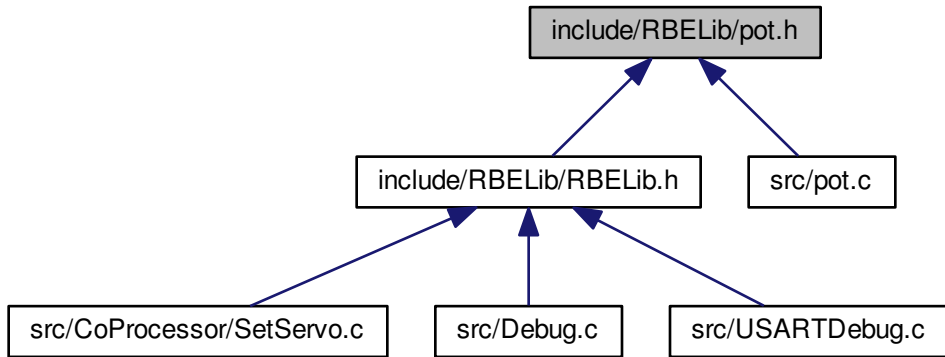 include/RBELib/pot.h
include/RBELib/RBELib.h
src/pot.c
src/CoProcessor/SetServo.c
src/Debug.c
src/USARTDebug.c